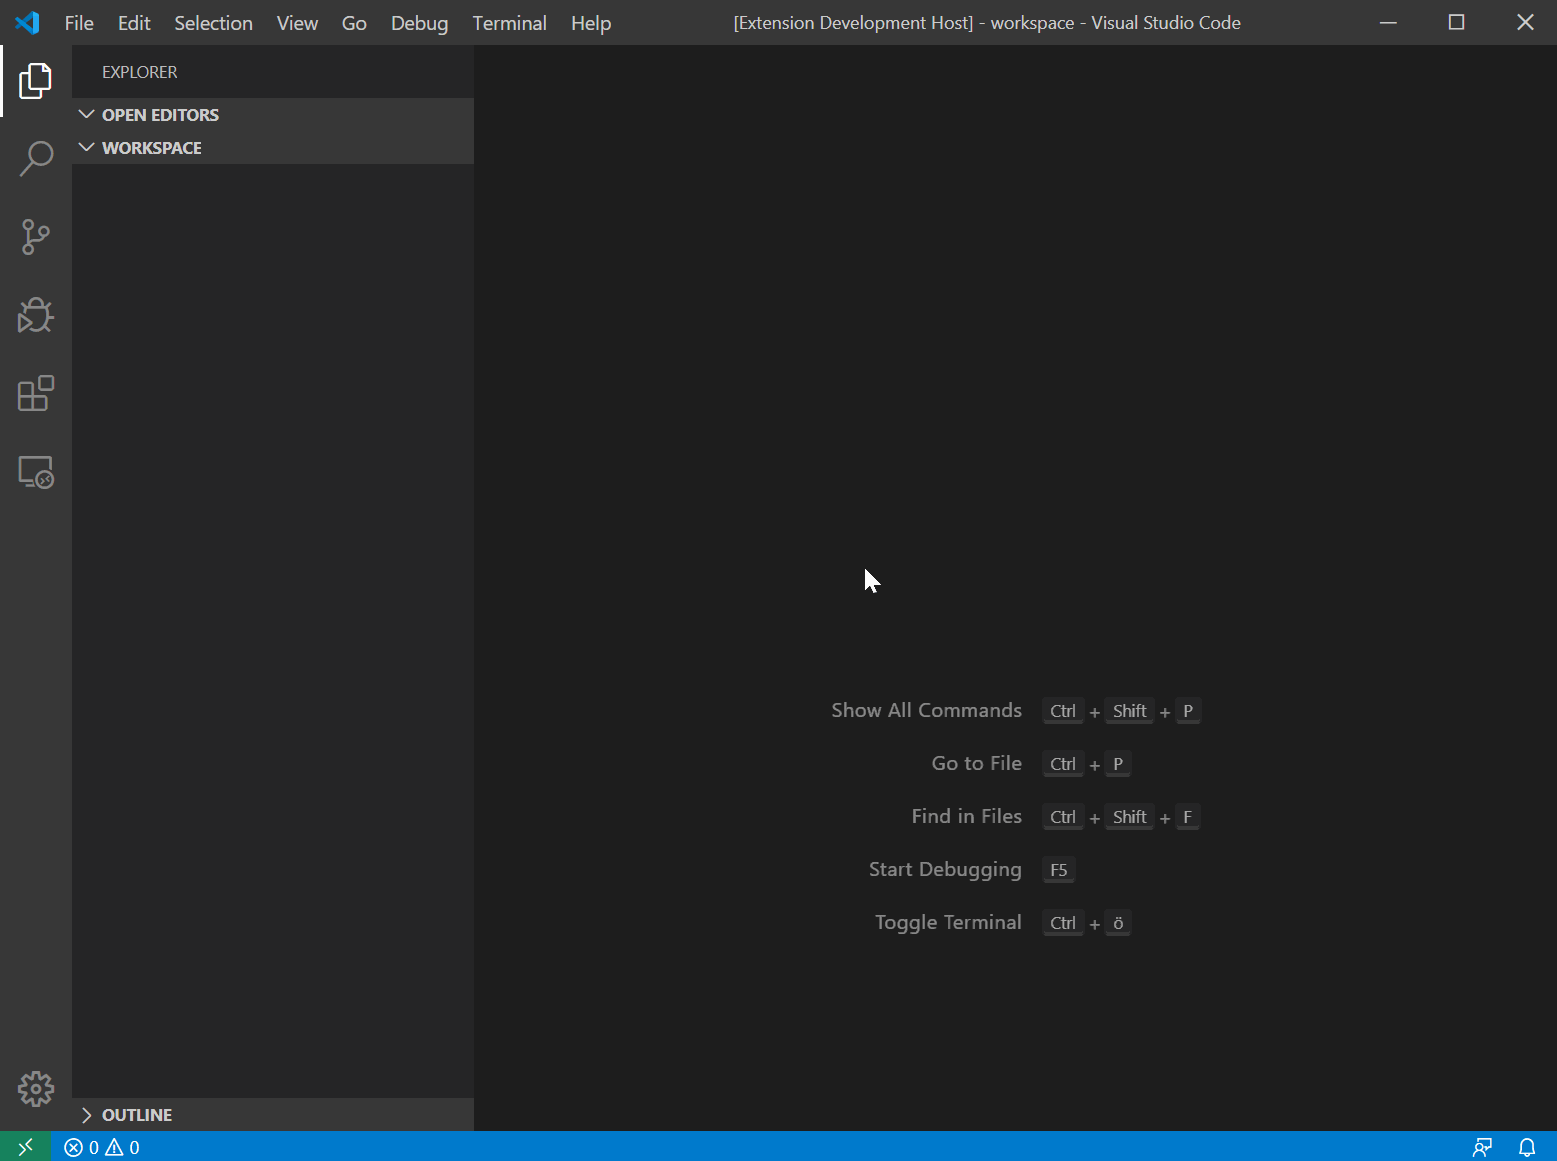 File Edit Selection View Go Debug Terminal Help [Extension Development Host] - workspace - Visual Studio Code
EXPLORER
OPEN EDITORS
WORKSPACE
Show All Commands Ctrl + Shift + P
Go to File Ctrl + P
Find in Files Ctrl + Shift + F
Start Debugging F5
Toggle Terminal Ctrl + ö
OUTLINE
0 0